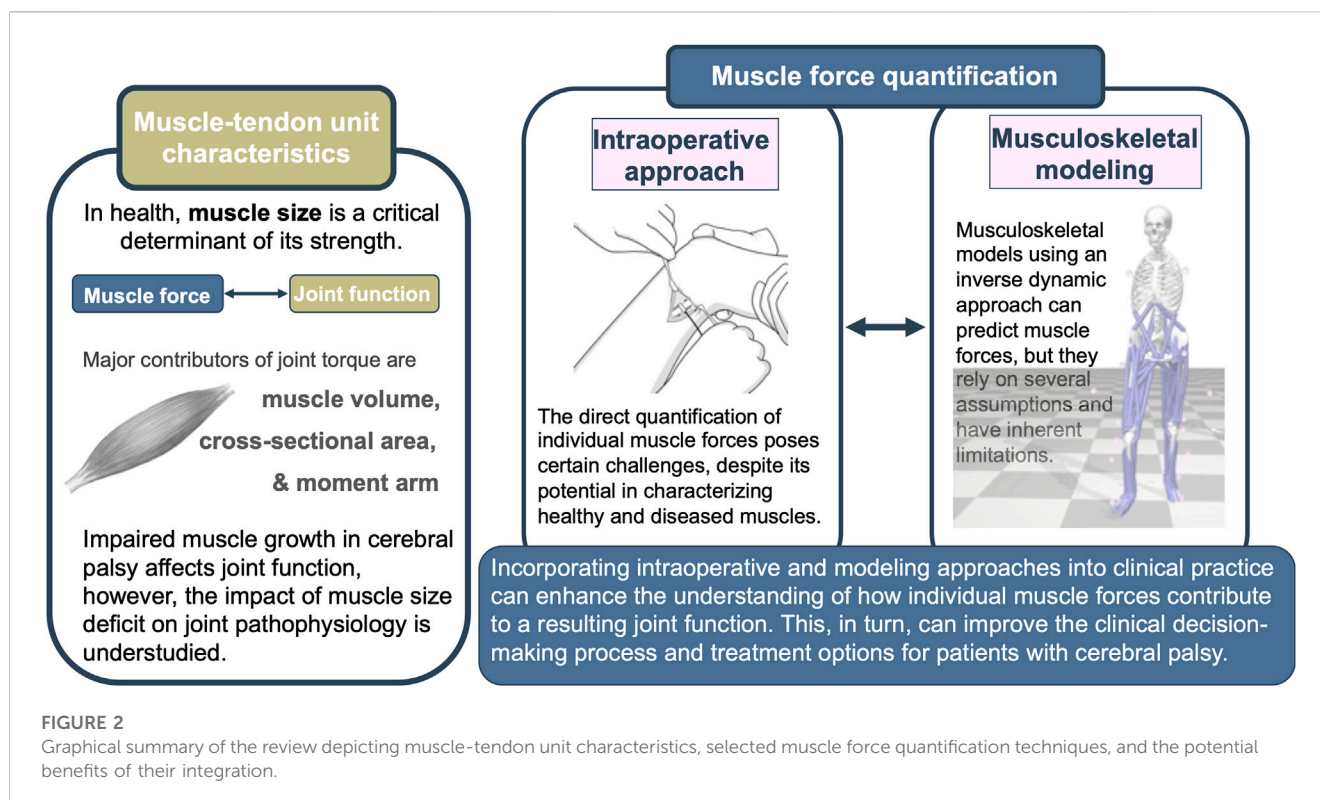 Muscle-tendon unit
characteristics
In health, muscle size is a critical
determinant of its strength.
Muscle force
Joint function
Major contributors of joint torque are
muscle volume,
cross-sectional area,
& moment arm
Impaired muscle growth in cerebral
palsy affects joint function,
however, the impact of muscle size
deficit on joint pathophysiology is
understudied.
Muscle force quantification
Intraoperative
approach
The direct quantification of
individual muscle forces poses
certain challenges, despite its
potential in characterizing
healthy and diseased muscles.
Musculoskeletal
modeling
Musculoskeletal
models using an
inverse dynamic
approach can
predict muscle
forces, but they
rely on several
assumptions and
have inherent
limitations.
Incorporating intraoperative and modeling approaches into clinical practice
can enhance the understanding of how individual muscle forces contribute
to a resulting joint function. This, in turn, can improve the clinical decision-
making process and treatment options for patients with cerebral palsy.
FIGURE 2
Graphical summary of the review depicting muscle-tendon unit characteristics, selected muscle force quantification techniques, and the potential
benefits of their integration.